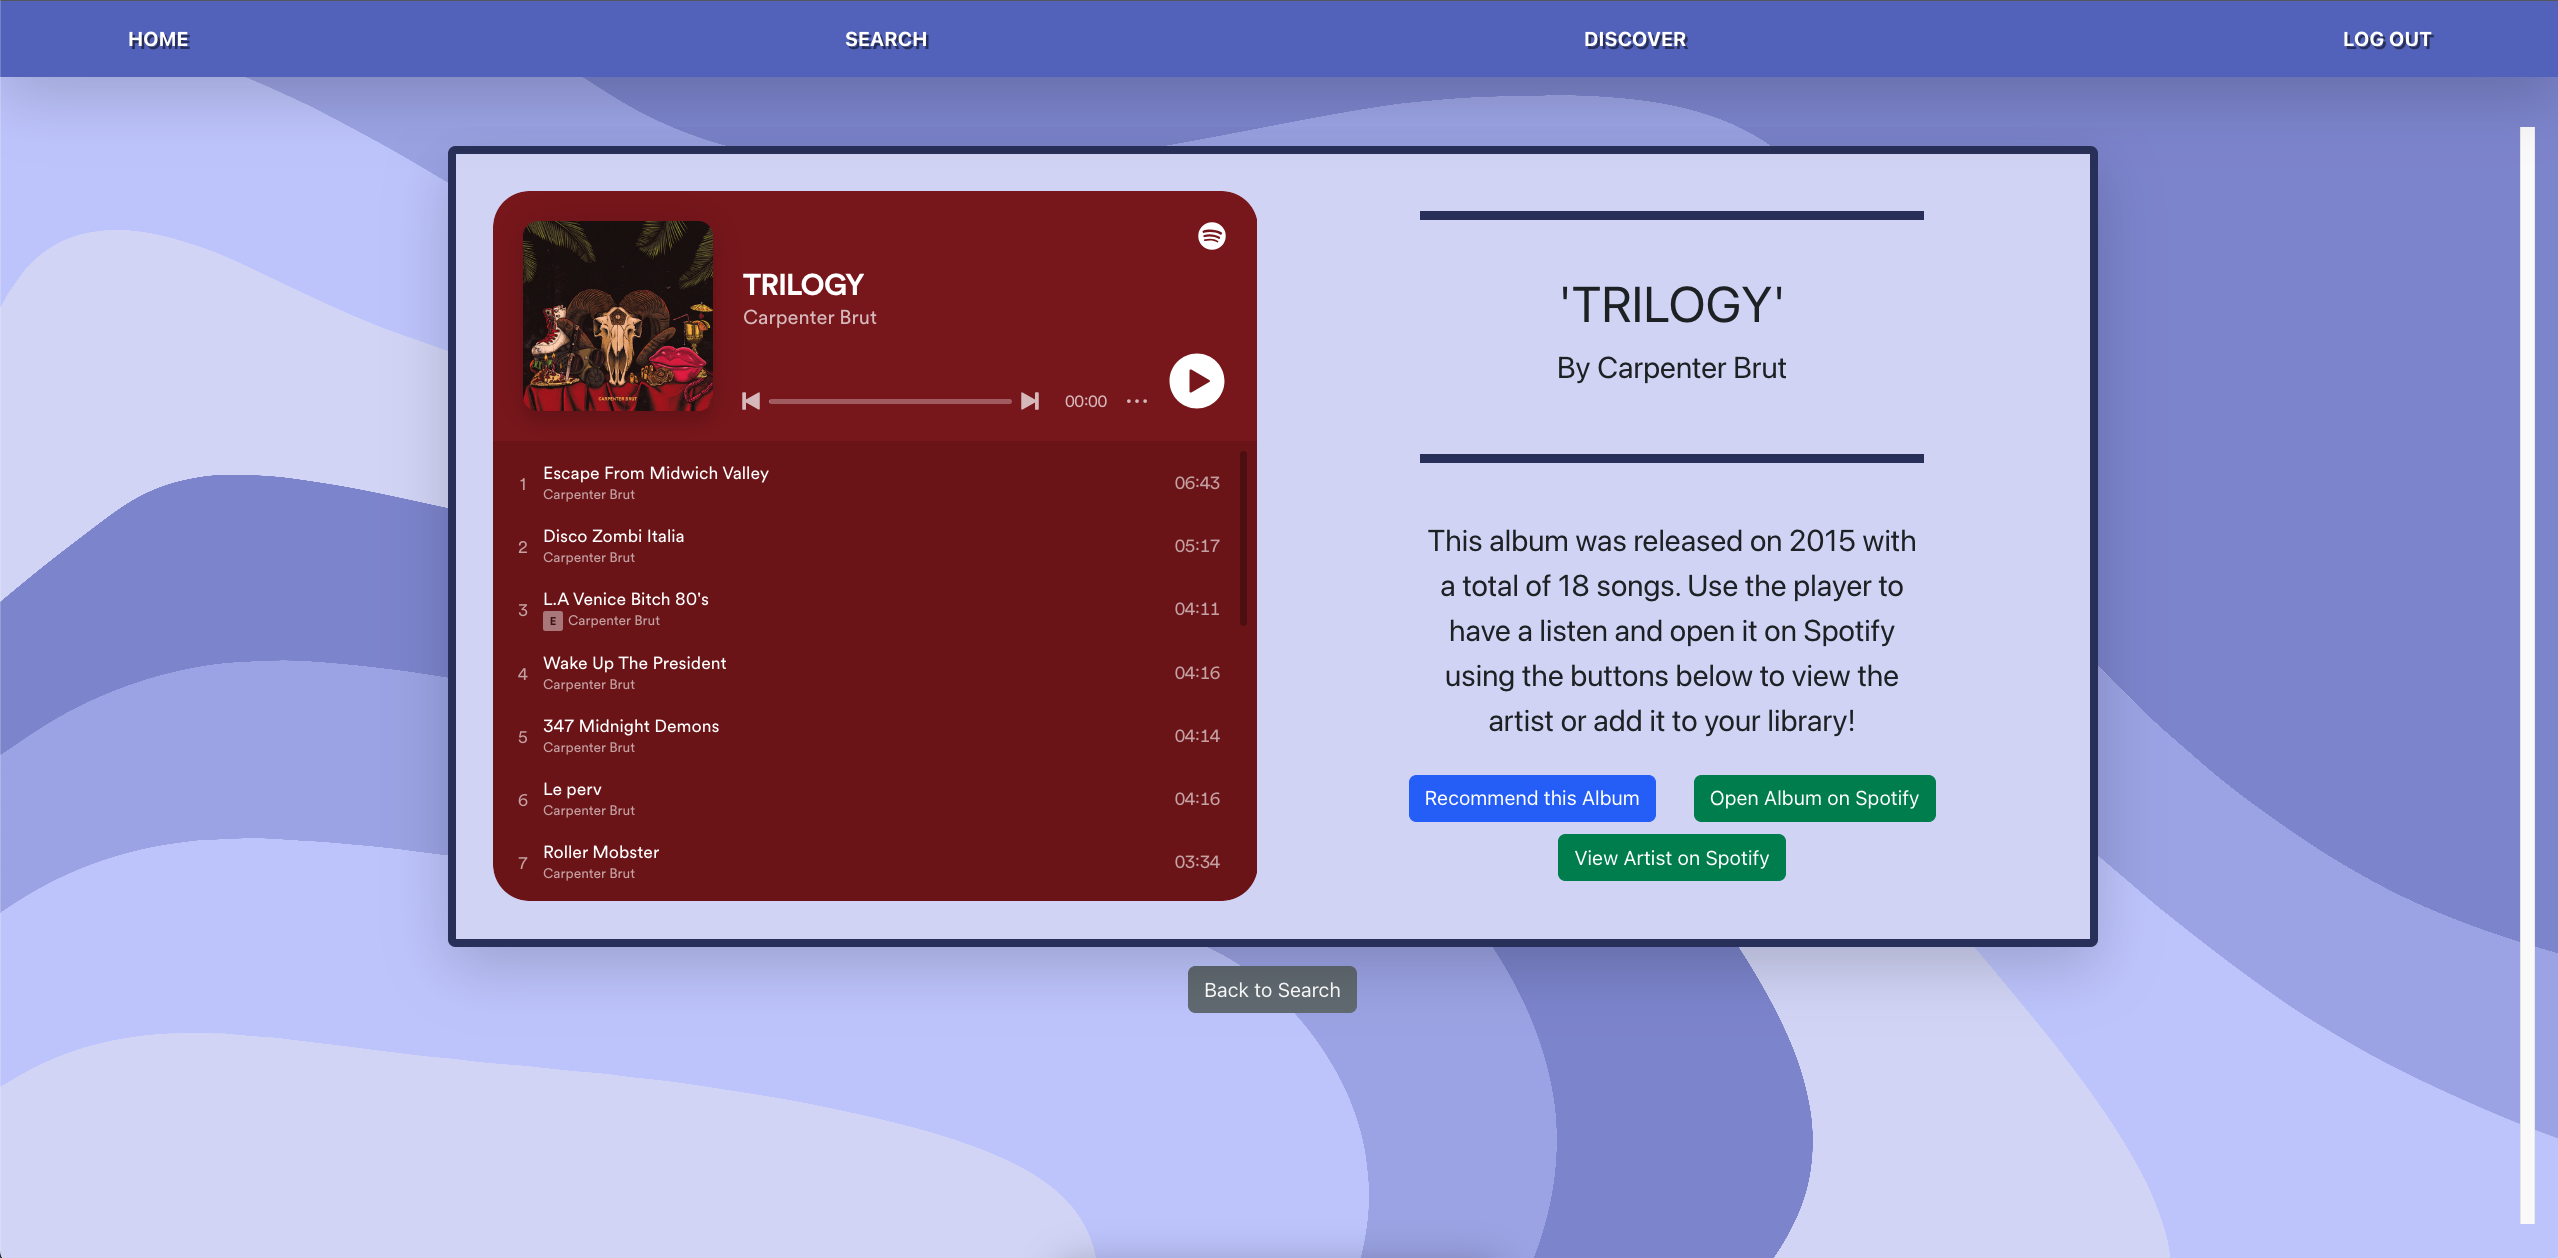 HOME
SEARCH
DISCOVER
LOG OUT
TRILOGY
Carpenter Brut
00:00
CARPENTER BRUT
1
Escape From Midwich Valley
Carpenter Brut
06:43
2
Disco Zombi Italia
Carpenter Brut
05:17
3
L.A Venice Bitch 80's
E Carpenter Brut
04:11
4
Wake Up The President
Carpenter Brut
04:16
5
347 Midnight Demons
Carpenter Brut
04:14
6
Le perv
Carpenter Brut
04:16
7
Roller Mobster
Carpenter Brut
03:34
'TRILOGY'
By Carpenter Brut
This album was released on 2015 with
a total of 18 songs. Use the player to
have a listen and open it on Spotify
using the buttons below to view the
artist or add it to your library!
Recommend this Album
Open Album on Spotify
View Artist on Spotify
Back to Search